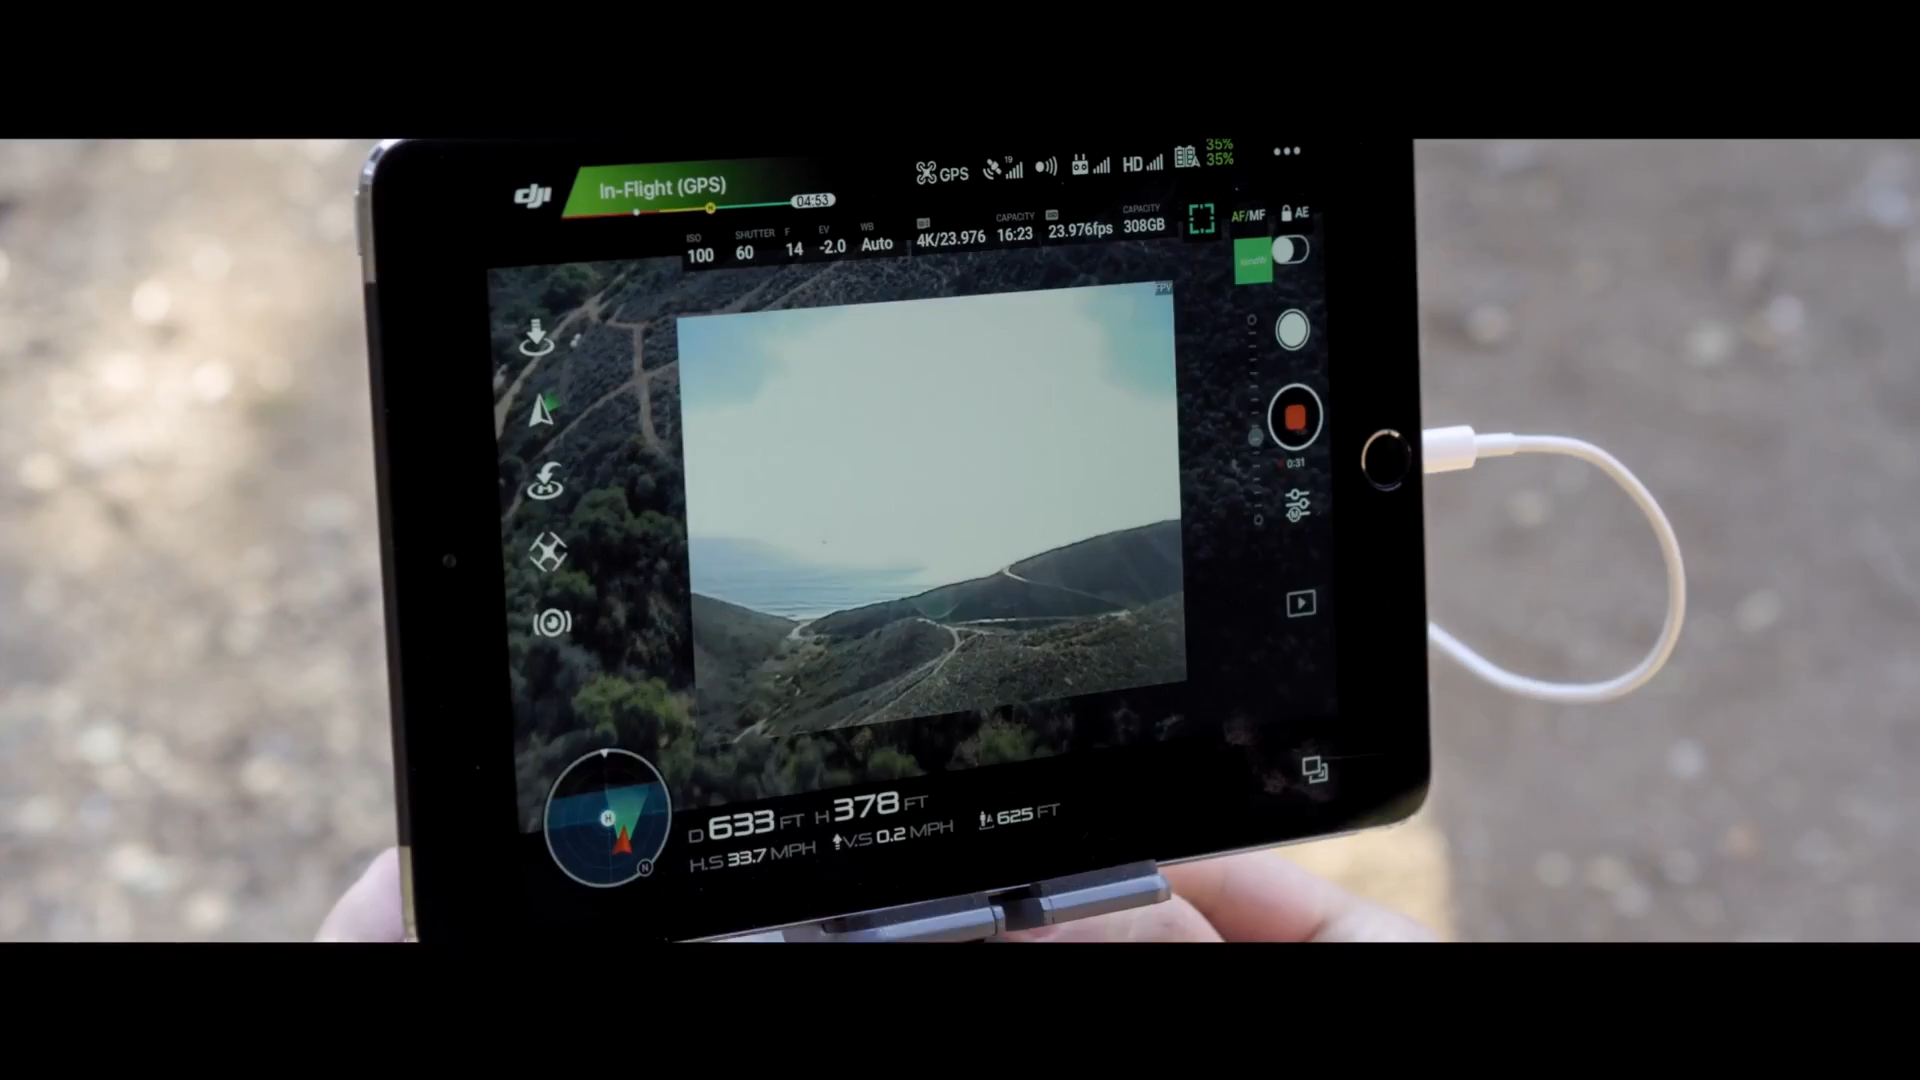 dji In-Flight (GPS) 04:53
GPS 19 HD 35%
35%
ISO SHUTTER F EV WB CAPACITY CAPACITY
100 60 14 -2.0 Auto 4K/23.976 16:23 23.976fps 308GB
AF/MF AE
FPV
0:31
H
N
D 633 FT H 378 FT
H.S 33.7 MPH V.S 0.2 MPH 625 FT